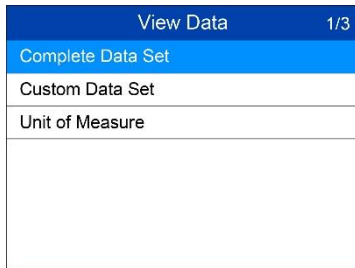 View Data 1/3
Complete Data Set
Custom Data Set
Unit of Measure